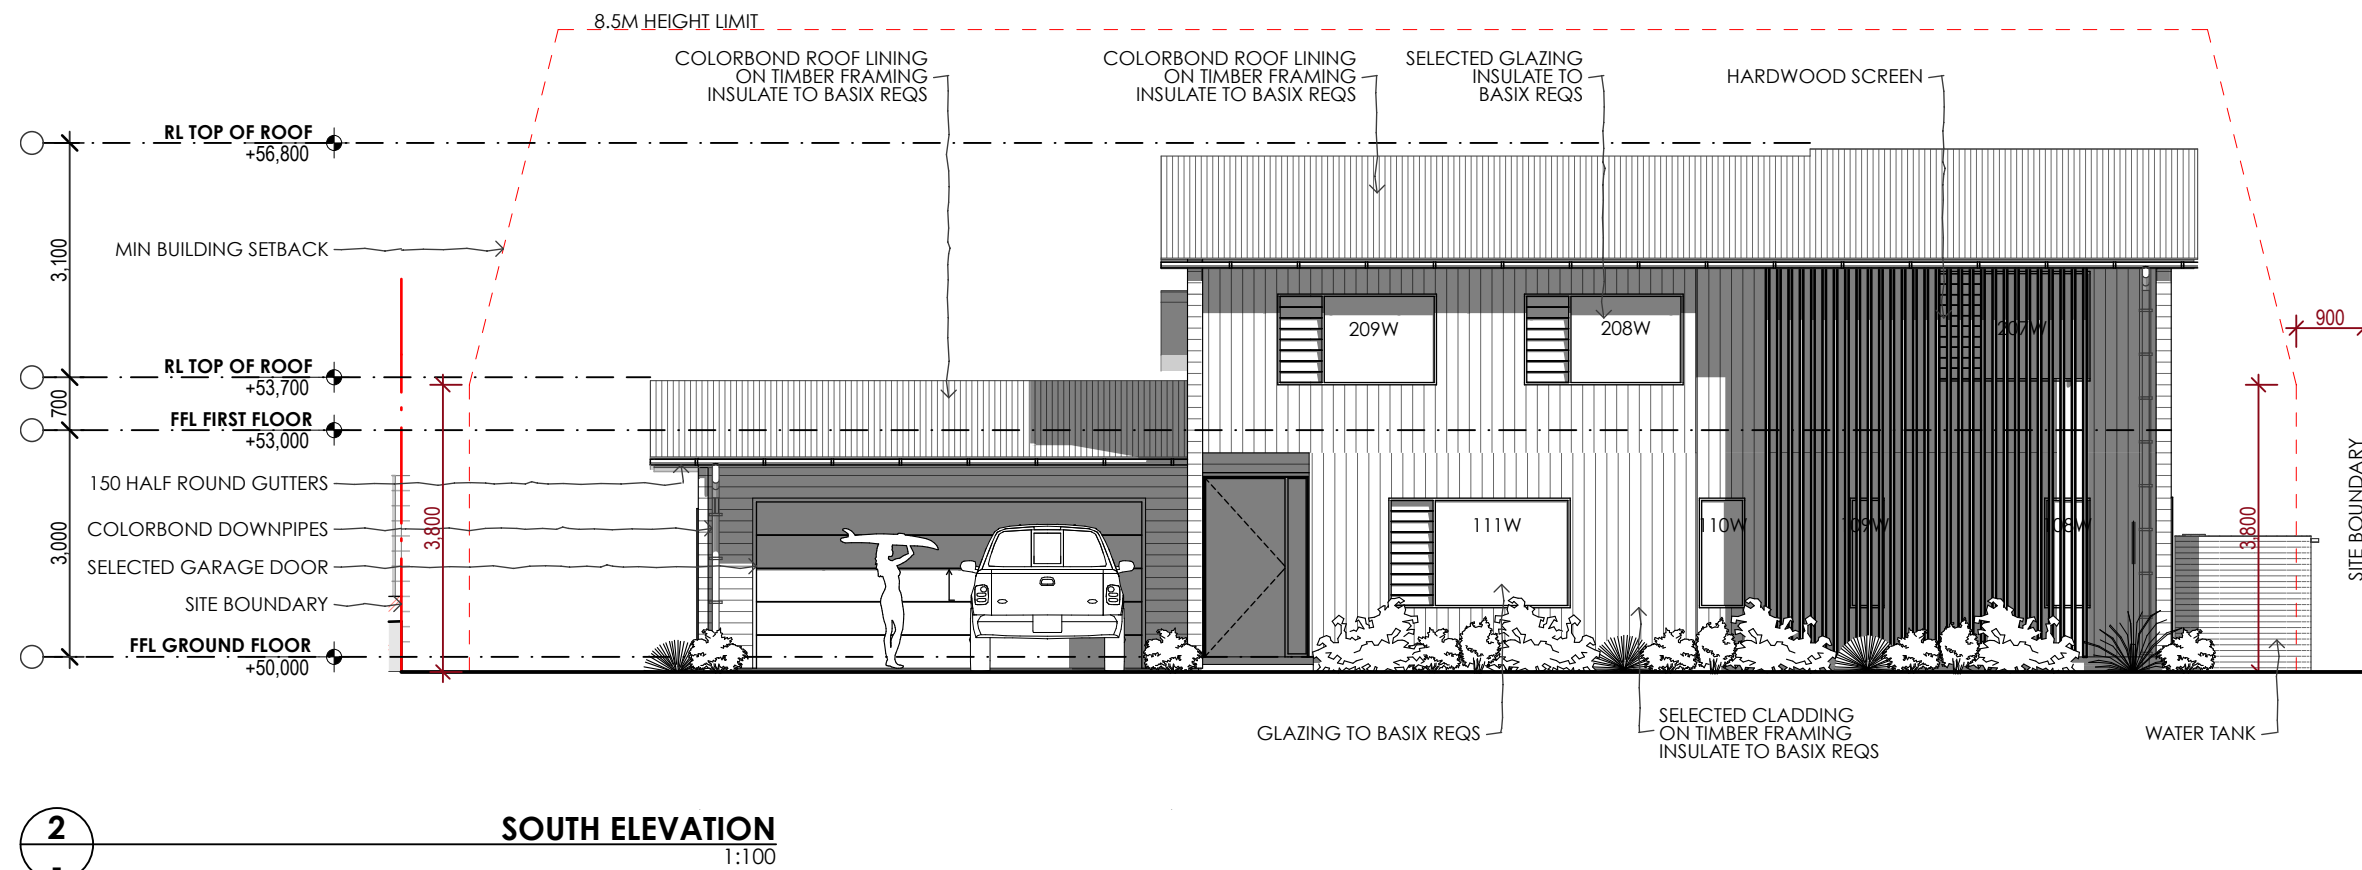 8.5M HEIGHT LIMIT
COLORBOND ROOF LINING
ON TIMBER FRAMING
INSULATE TO BASIX REQS
COLORBOND ROOF LINING
ON TIMBER FRAMING
INSULATE TO BASIX REQS
SELECTED GLAZING
INSULATE TO
BASIX REQS
HARDWOOD SCREEN
RL TOP OF ROOF
+56,800
3,100
MIN BUILDING SETBACK
RL TOP OF ROOF
+53,700
700
FFL FIRST FLOOR
+53,000
150 HALF ROUND GUTTERS
COLORBOND DOWNPIPES
3,000
SELECTED GARAGE DOOR
SITE BOUNDARY
FFL GROUND FLOOR
+50,000
3,800
209W
208W
207W
900
111W
110W
109W
108W
3,800
SITE BOUNDARY
GLAZING TO BASIX REQS
SELECTED CLADDING
ON TIMBER FRAMING
INSULATE TO BASIX REQS
WATER TANK
2
SOUTH ELEVATION
1:100